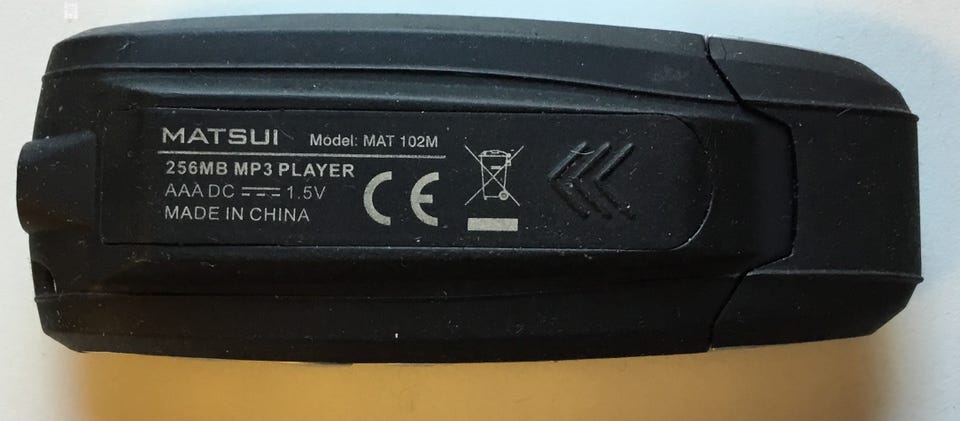 MATSUI Model: MAT 102M
256MB MP3 PLAYER
AAA DC 1.5V
MADE IN CHINA
CE